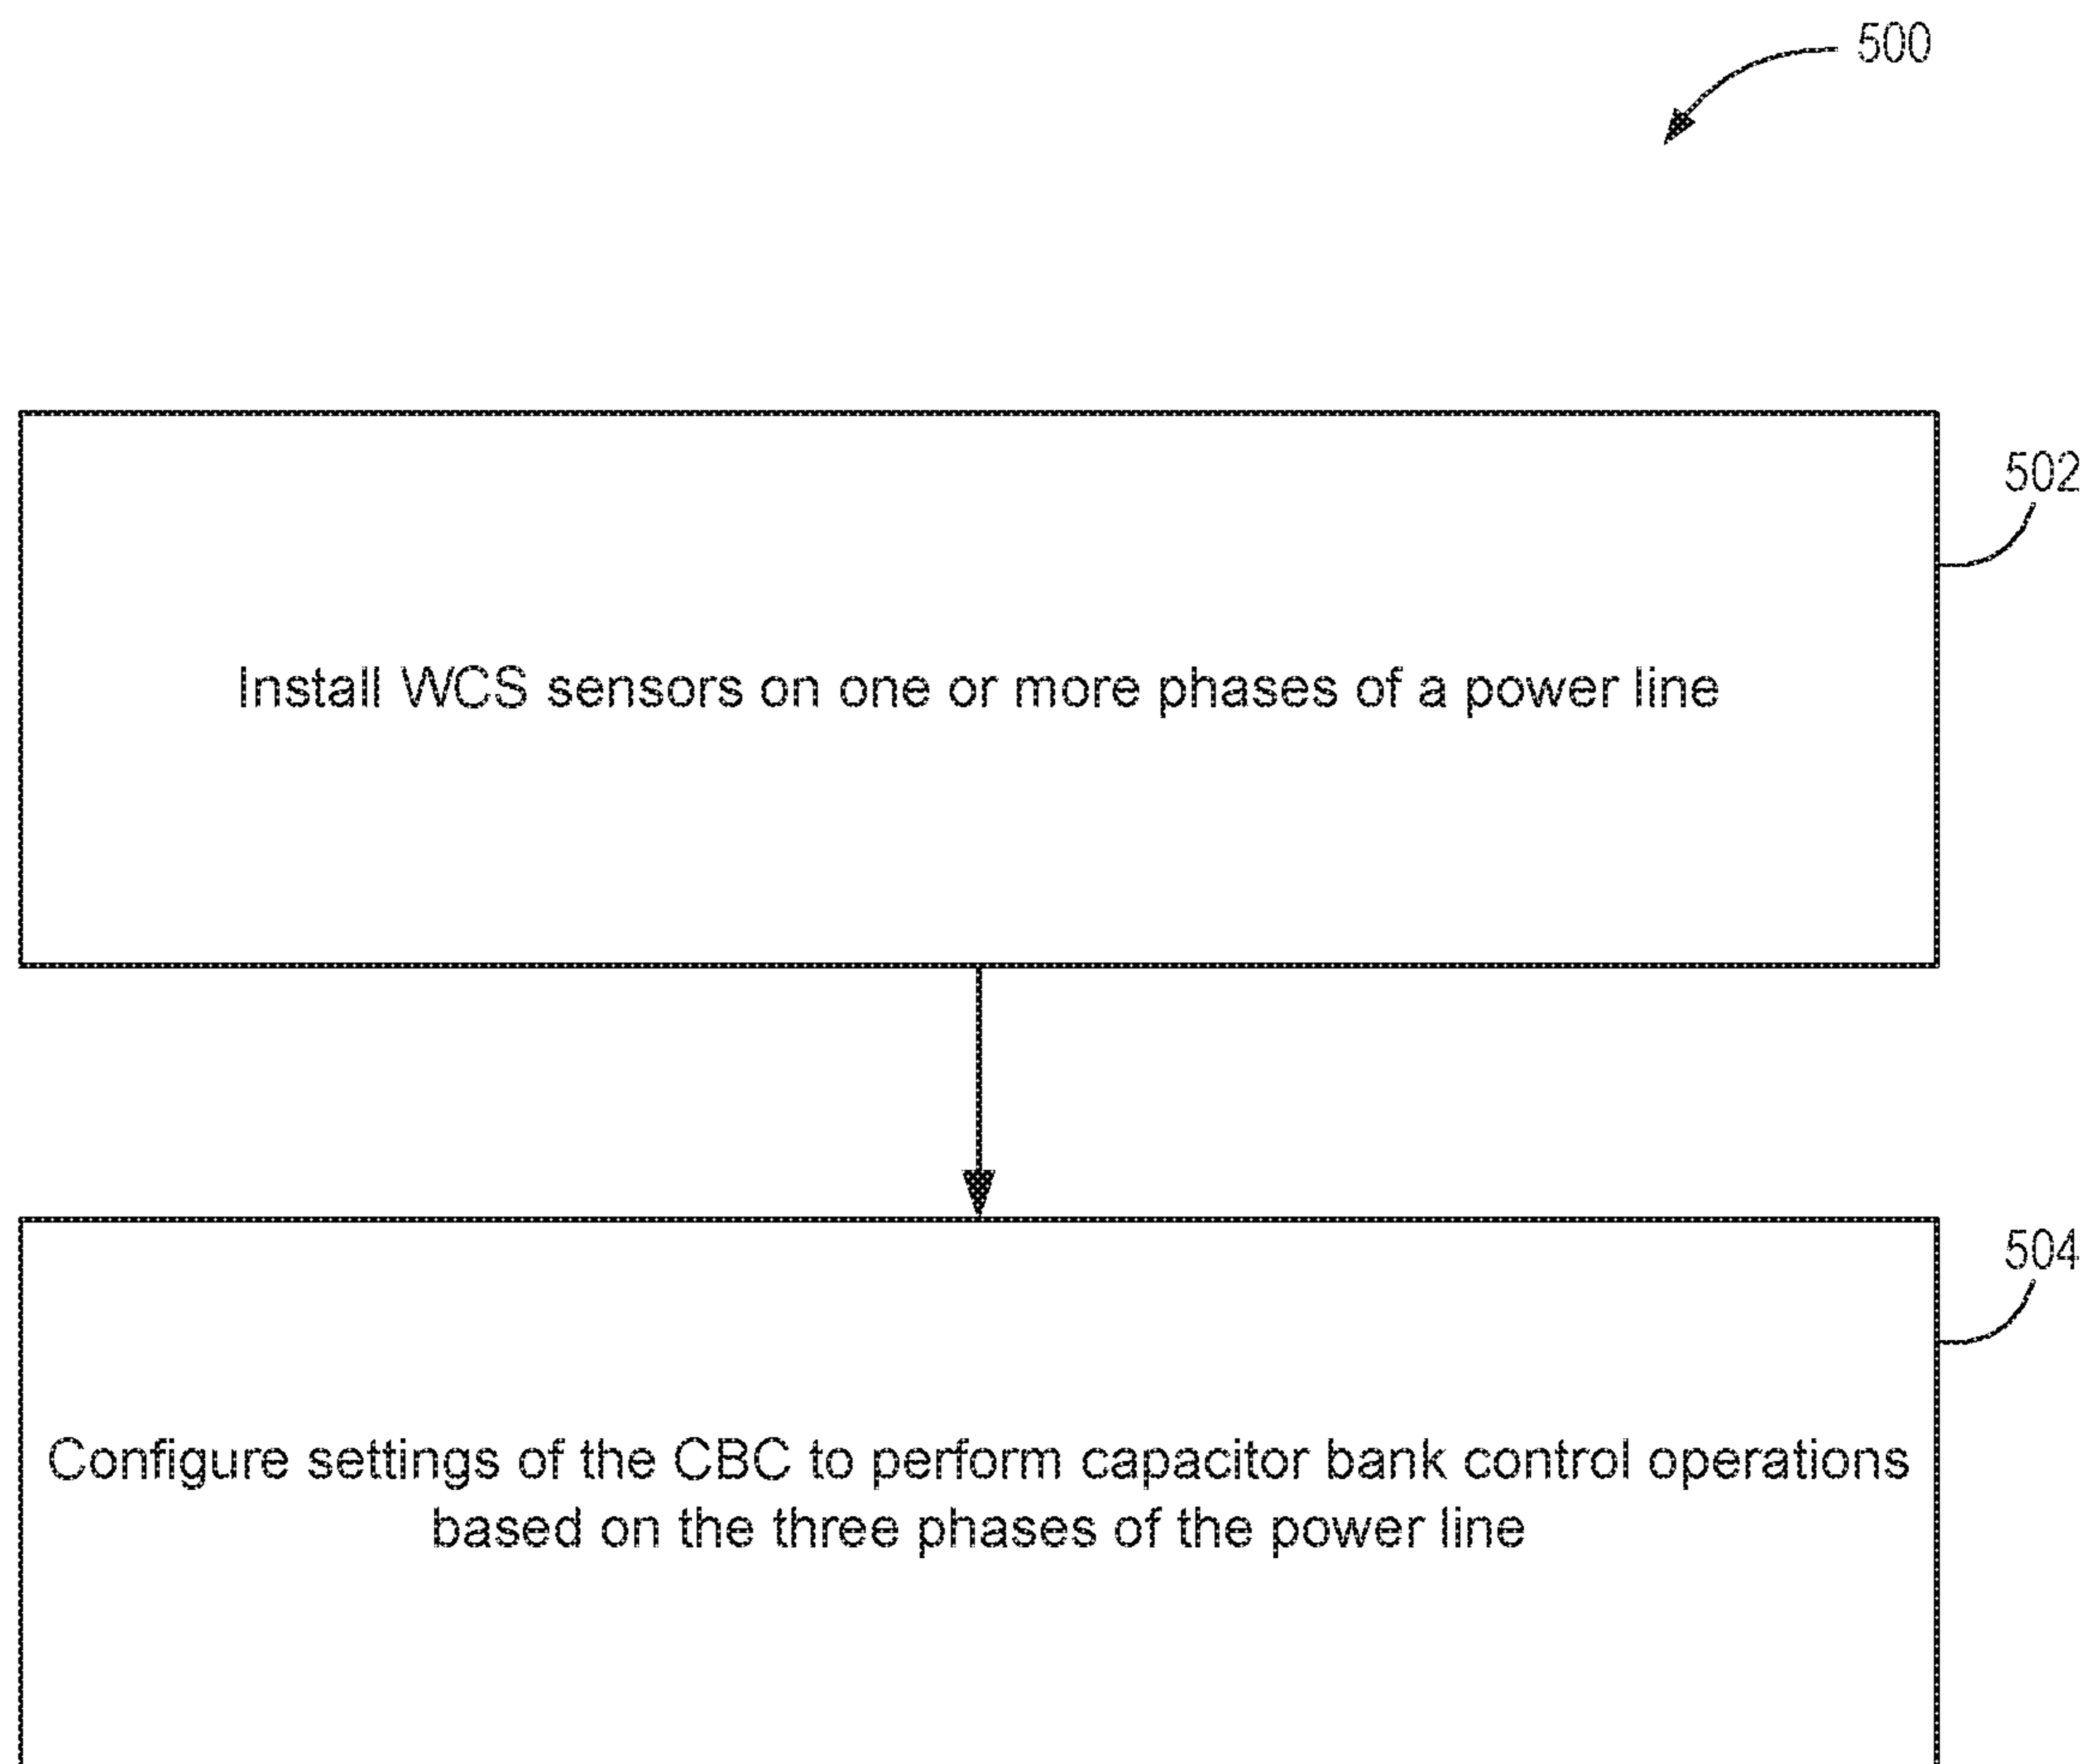 500
502
Install WCS sensors on one or more phases of a power line
504
Configure settings of the CBC to perform capacitor bank control operations
based on the three phases of the power line